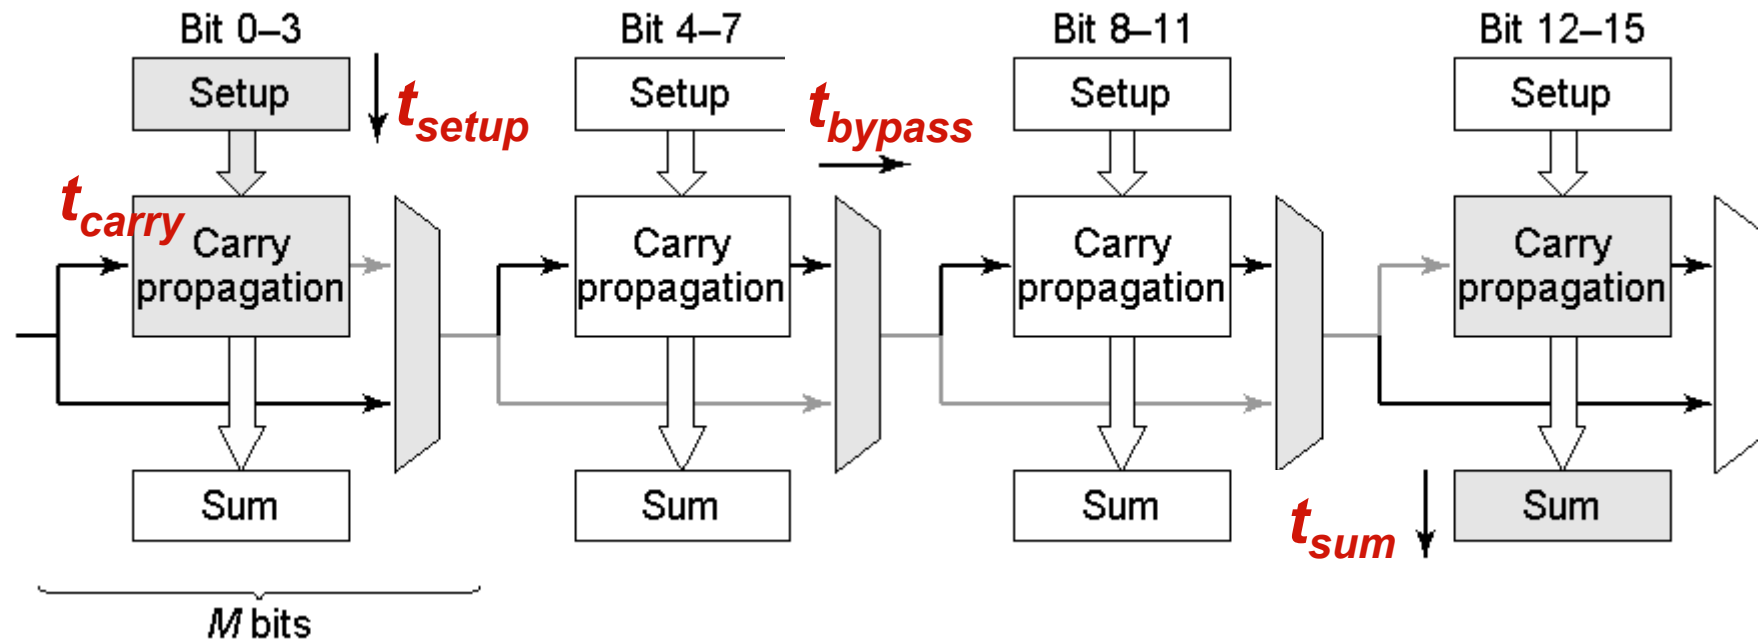 Bit 0–3
Bit 4–7
Bit 8–11
Bit 12–15
Setup
Setup
Setup
Setup
t_setup
t_bypass
t_carry
Carry
propagation
Carry
propagation
Carry
propagation
Carry
propagation
Sum
Sum
Sum
Sum
t_sum
M bits